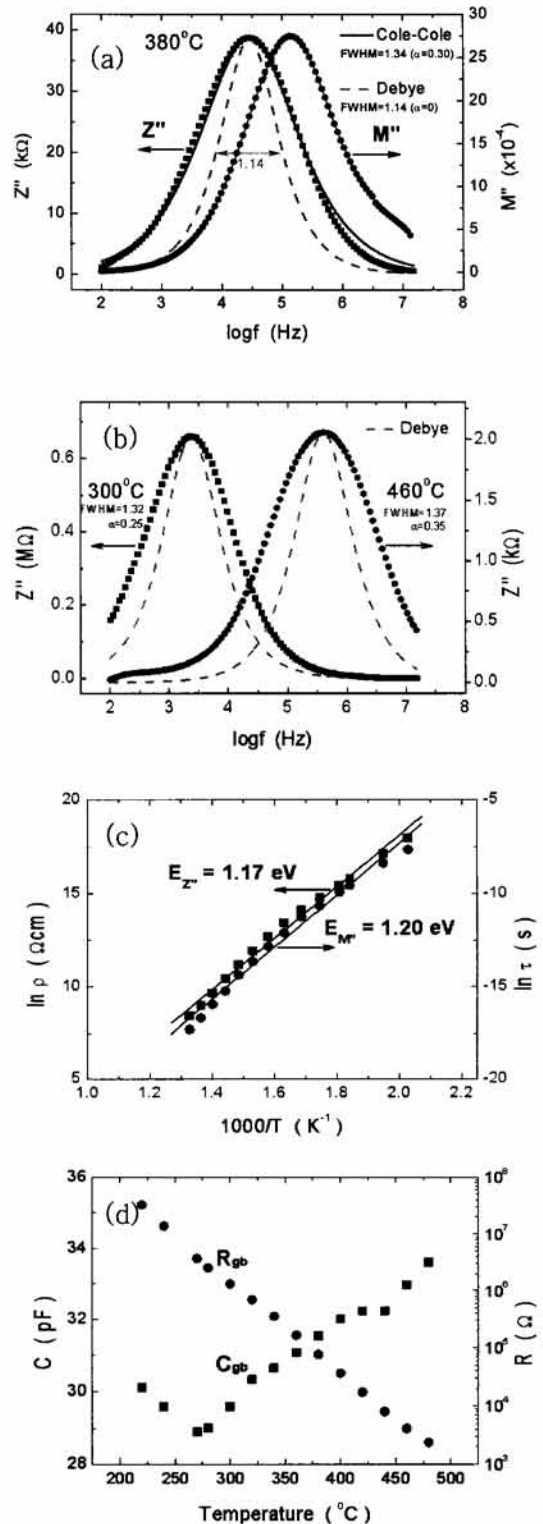 (a) 380°C
Cole-Cole
FWHM=1.34 (α=0.30)
Debye
FWHM=1.14 (α=0)
Z"
M"
1.14
40
30
20
10
0
Z" (kΩ)
30
25
20
15
10
5
0
M" (x10⁻⁴)
2 3 4 5 6 7 8
logf (Hz)
(b)
Debye
300°C
FWHM=1.32
α=0.25
460°C
FWHM=1.37
α=0.35
0.6
0.4
0.2
0.0
Z" (MΩ)
2.0
1.5
1.0
0.5
0.0
Z" (kΩ)
2 3 4 5 6 7 8
logf (Hz)
(c)
E_Z" = 1.17 eV
E_M" = 1.20 eV
20
15
10
5
ln ρ ( Ωcm )
-5
-10
-15
-20
ln τ ( s )
1.0 1.2 1.4 1.6 1.8 2.0 2.2
1000/T ( K⁻¹ )
(d)
Rgb
Cgb
36
34
32
30
28
C ( pF )
10⁸
10⁷
10⁶
10⁵
10⁴
10³
R ( Ω )
200 250 300 350 400 450 500
Temperature ( °C )